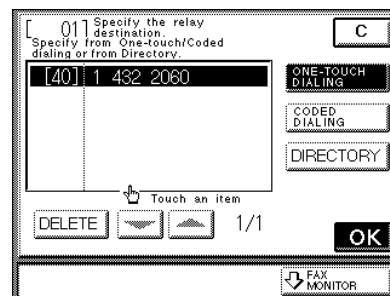 [ 01] Specify the relay
destination.
Specify from One-touch/Coded
dialing or from Directory.
C
[40] 1 432 2060
ONE-TOUCH
DIALING
CODED
DIALING
DIRECTORY
Touch an item
DELETE
1/1
OK
FAX
MONITOR